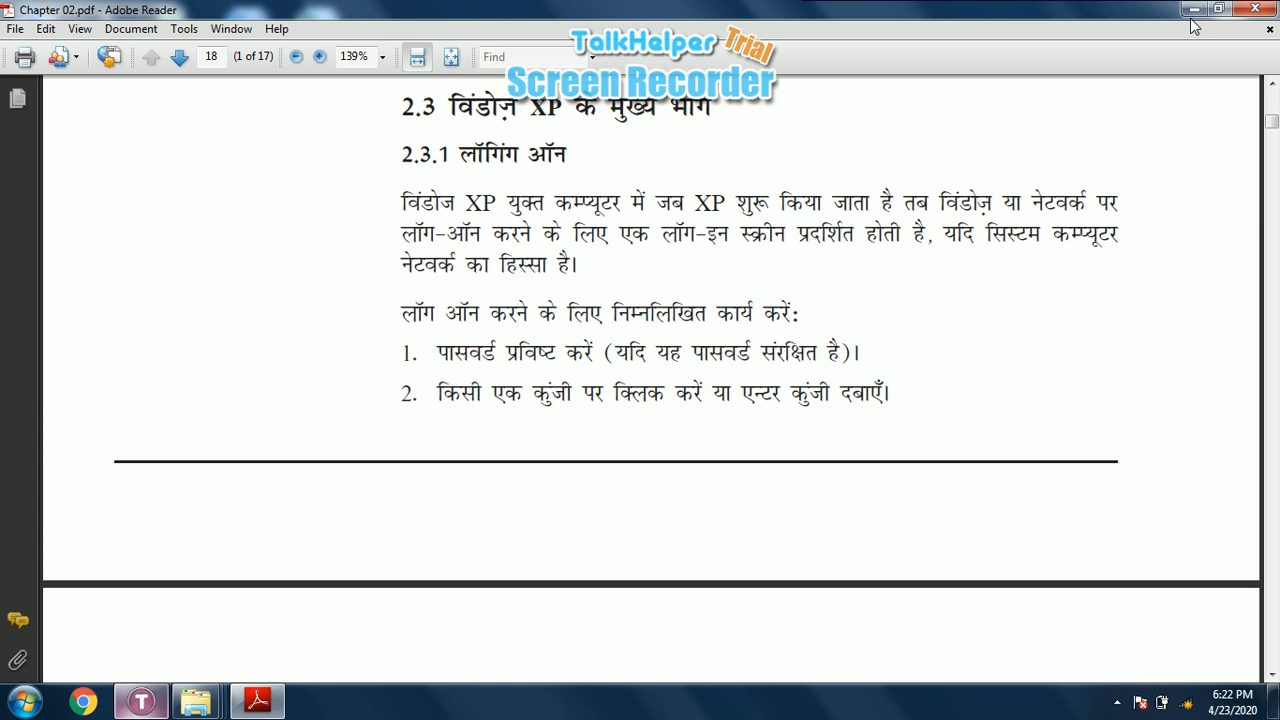 Chapter 02.pdf - Adobe Reader
File Edit View Document Tools Window Help
18 (1 of 17) 139% Find
TalkHelper Trial
Screen Recorder
2.3 विंडोज़ XP के मुख्य भाग
2.3.1 लॉगिंग ऑन
विंडोज XP युक्त कम्प्यूटर में जब XP शुरू किया जाता है तब विंडोज़ या नेटवर्क पर
लॉग-ऑन करने के लिए एक लॉग-इन स्क्रीन प्रदर्शित होती है, यदि सिस्टम कम्प्यूटर
नेटवर्क का हिस्सा है।
लॉग ऑन करने के लिए निम्नलिखित कार्य करें:
1. पासवर्ड प्रविष्ट करें (यदि यह पासवर्ड संरक्षित है)।
2. किसी एक कुंजी पर क्लिक करें या एन्टर कुंजी दबाएँ।
T
6:22 PM
4/23/2020